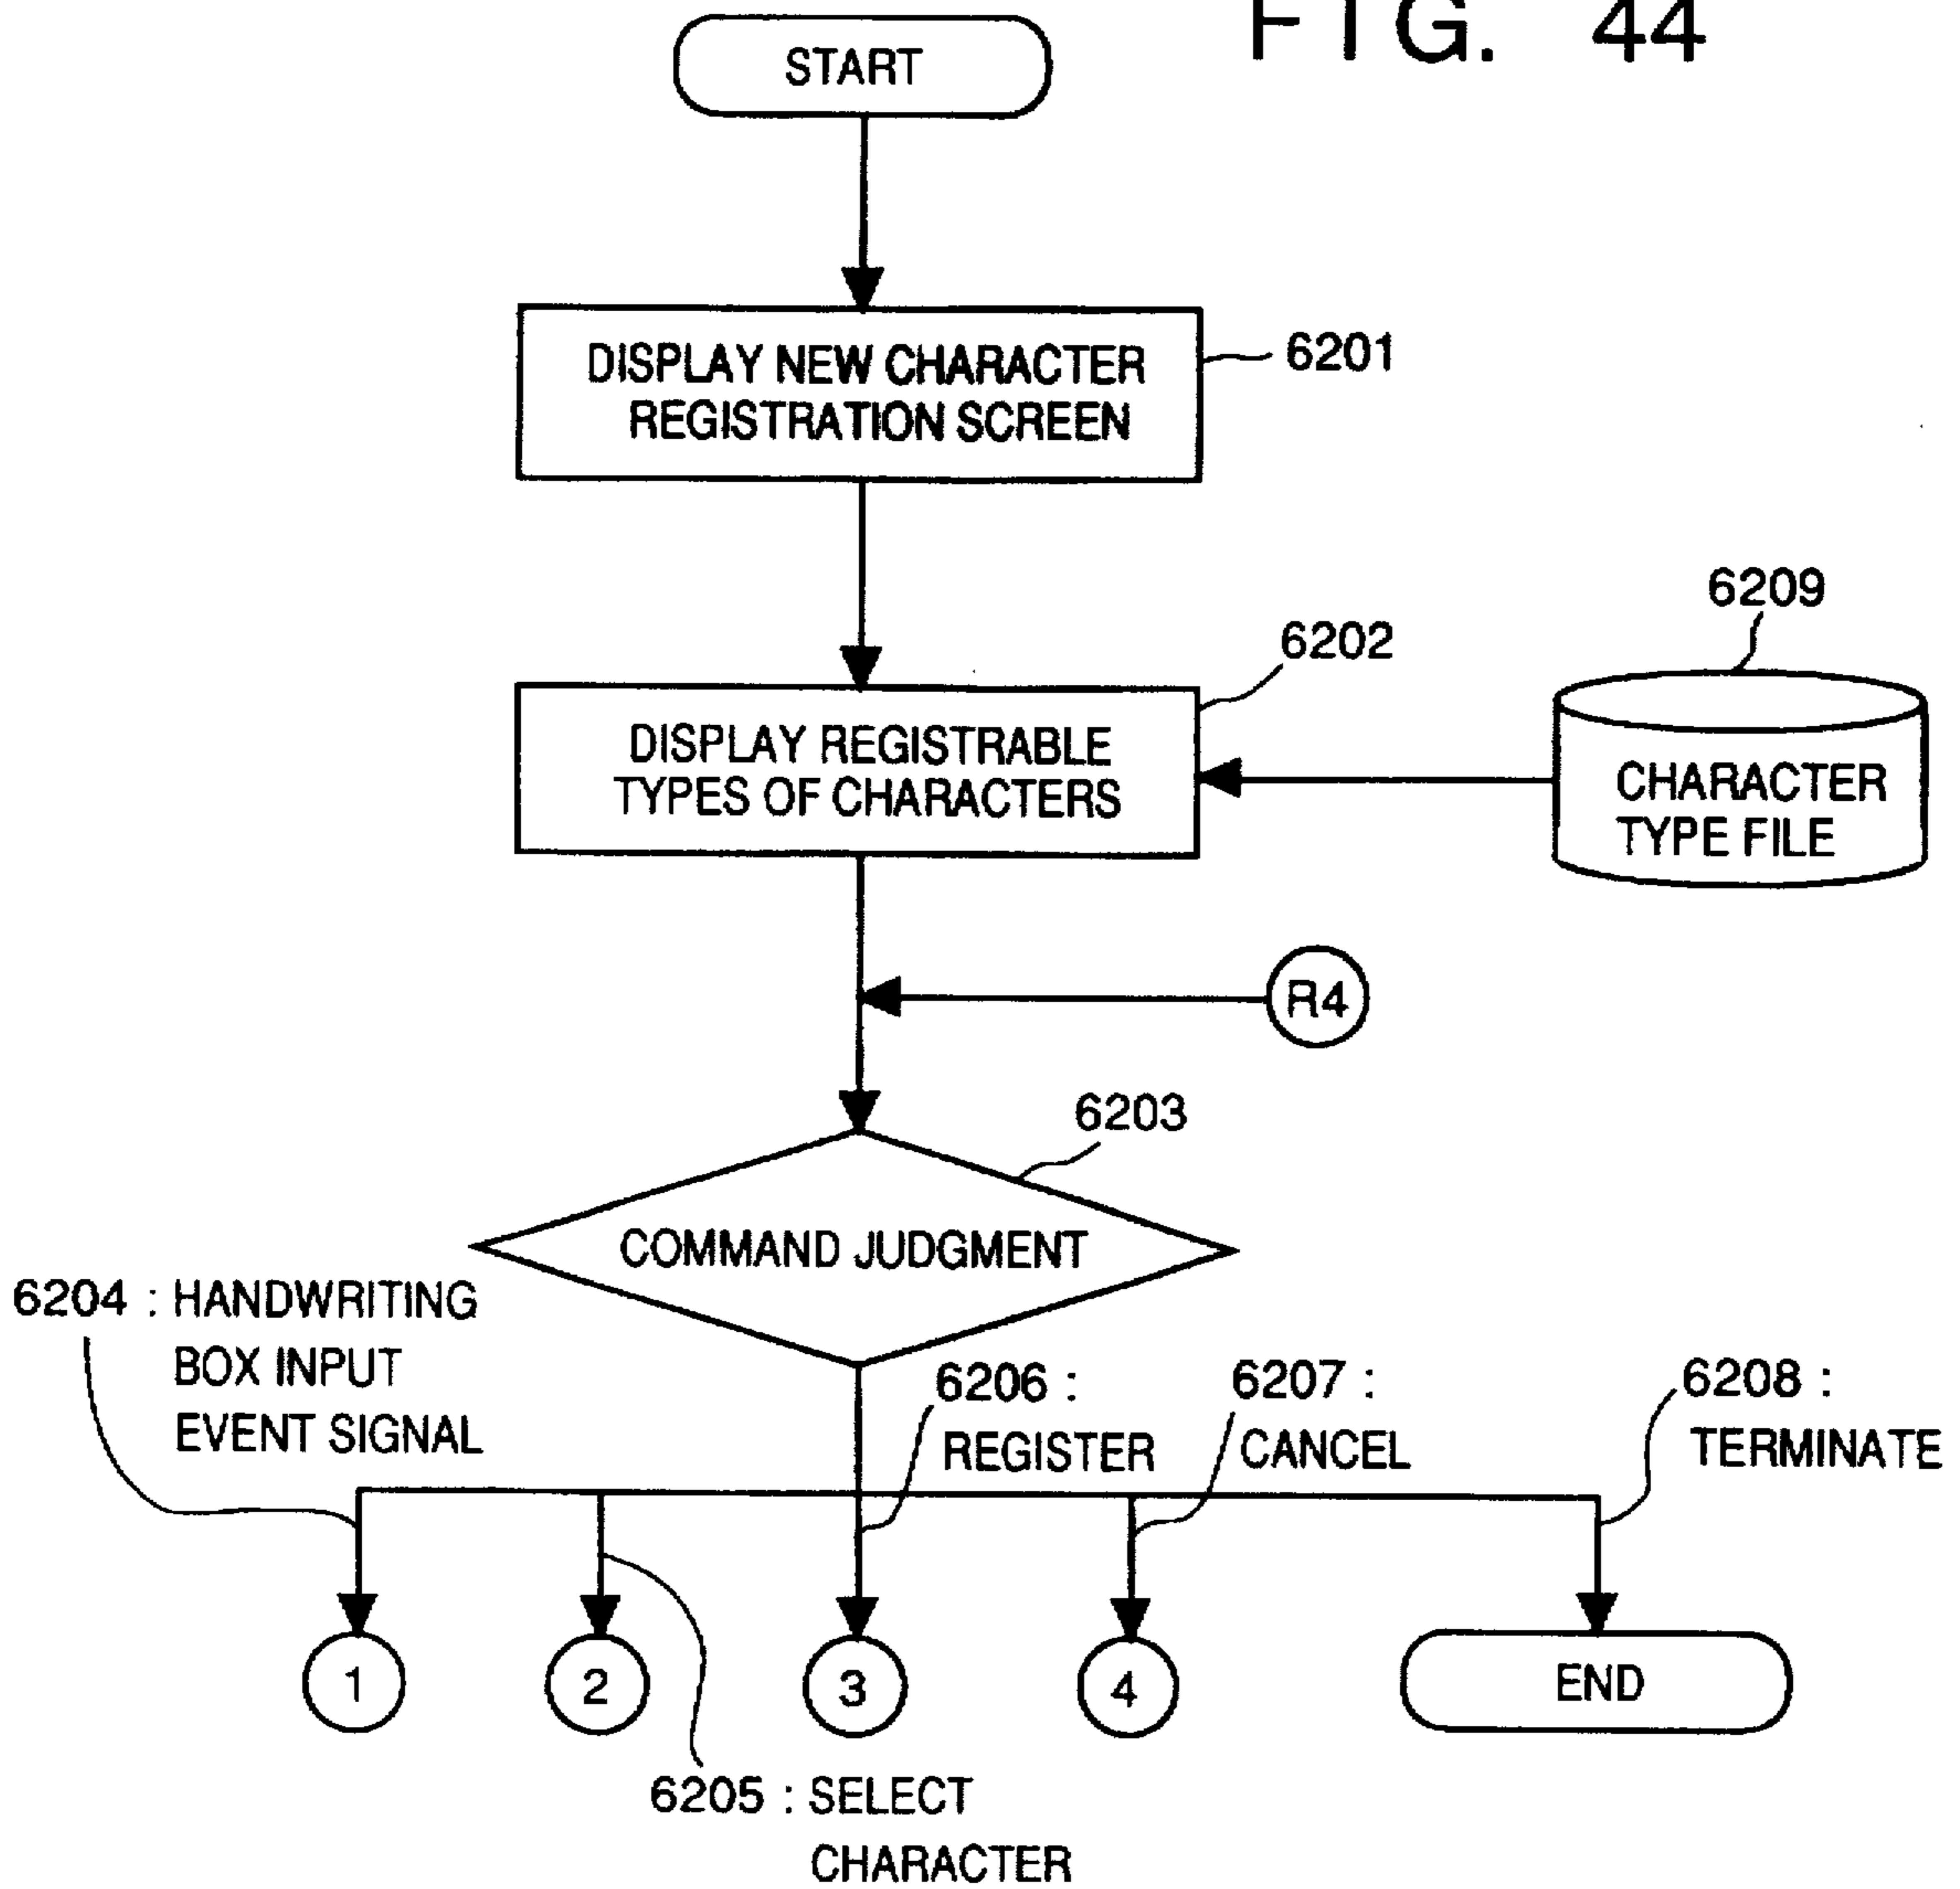 FIG. 44
START
DISPLAY NEW CHARACTER
REGISTRATION SCREEN
6201
6209
6202
DISPLAY REGISTRABLE
TYPES OF CHARACTERS
CHARACTER
TYPE FILE
R4
6203
COMMAND JUDGMENT
6204 : HANDWRITING
BOX INPUT
EVENT SIGNAL
6206 :
REGISTER
6207 :
CANCEL
6208 :
TERMINATE
1
2
3
4
END
6205 : SELECT
CHARACTER